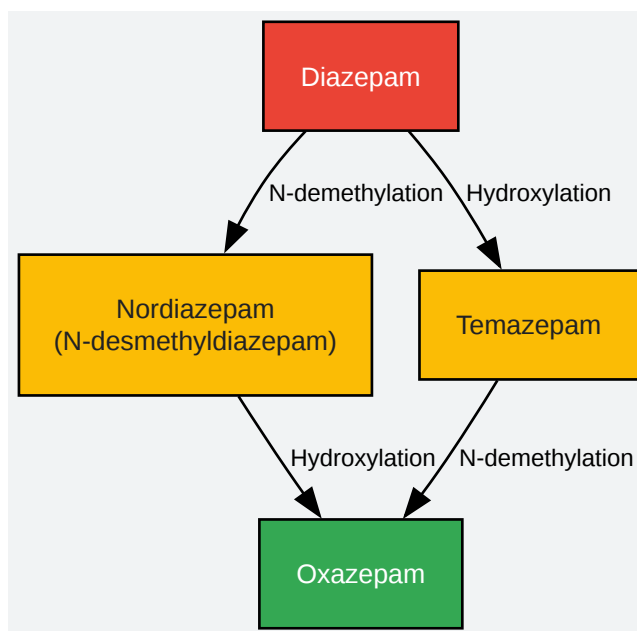 Diazepam
N-demethylation
Hydroxylation
Nordiazepam
(N-desmethyldiazepam)
Temazepam
Hydroxylation
N-demethylation
Oxazepam